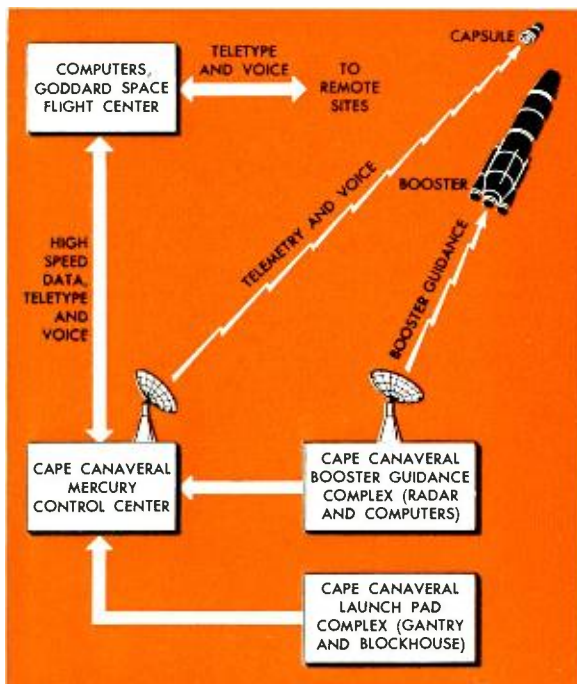 CAPSULE
TELETYPE
AND VOICE
COMPUTERS,
GODDARD SPACE
FLIGHT CENTER
TO
REMOTE
SITES
BOOSTER
TELEMETRY AND VOICE
BOOSTER GUIDANCE
HIGH
SPEED
DATA,
TELETYPE
AND
VOICE
CAPE CANAVERAL
MERCURY
CONTROL CENTER
CAPE CANAVERAL
BOOSTER GUIDANCE
COMPLEX (RADAR
AND COMPUTERS)
CAPE CANAVERAL
LAUNCH PAD
COMPLEX (GANTRY
AND BLOCKHOUSE)